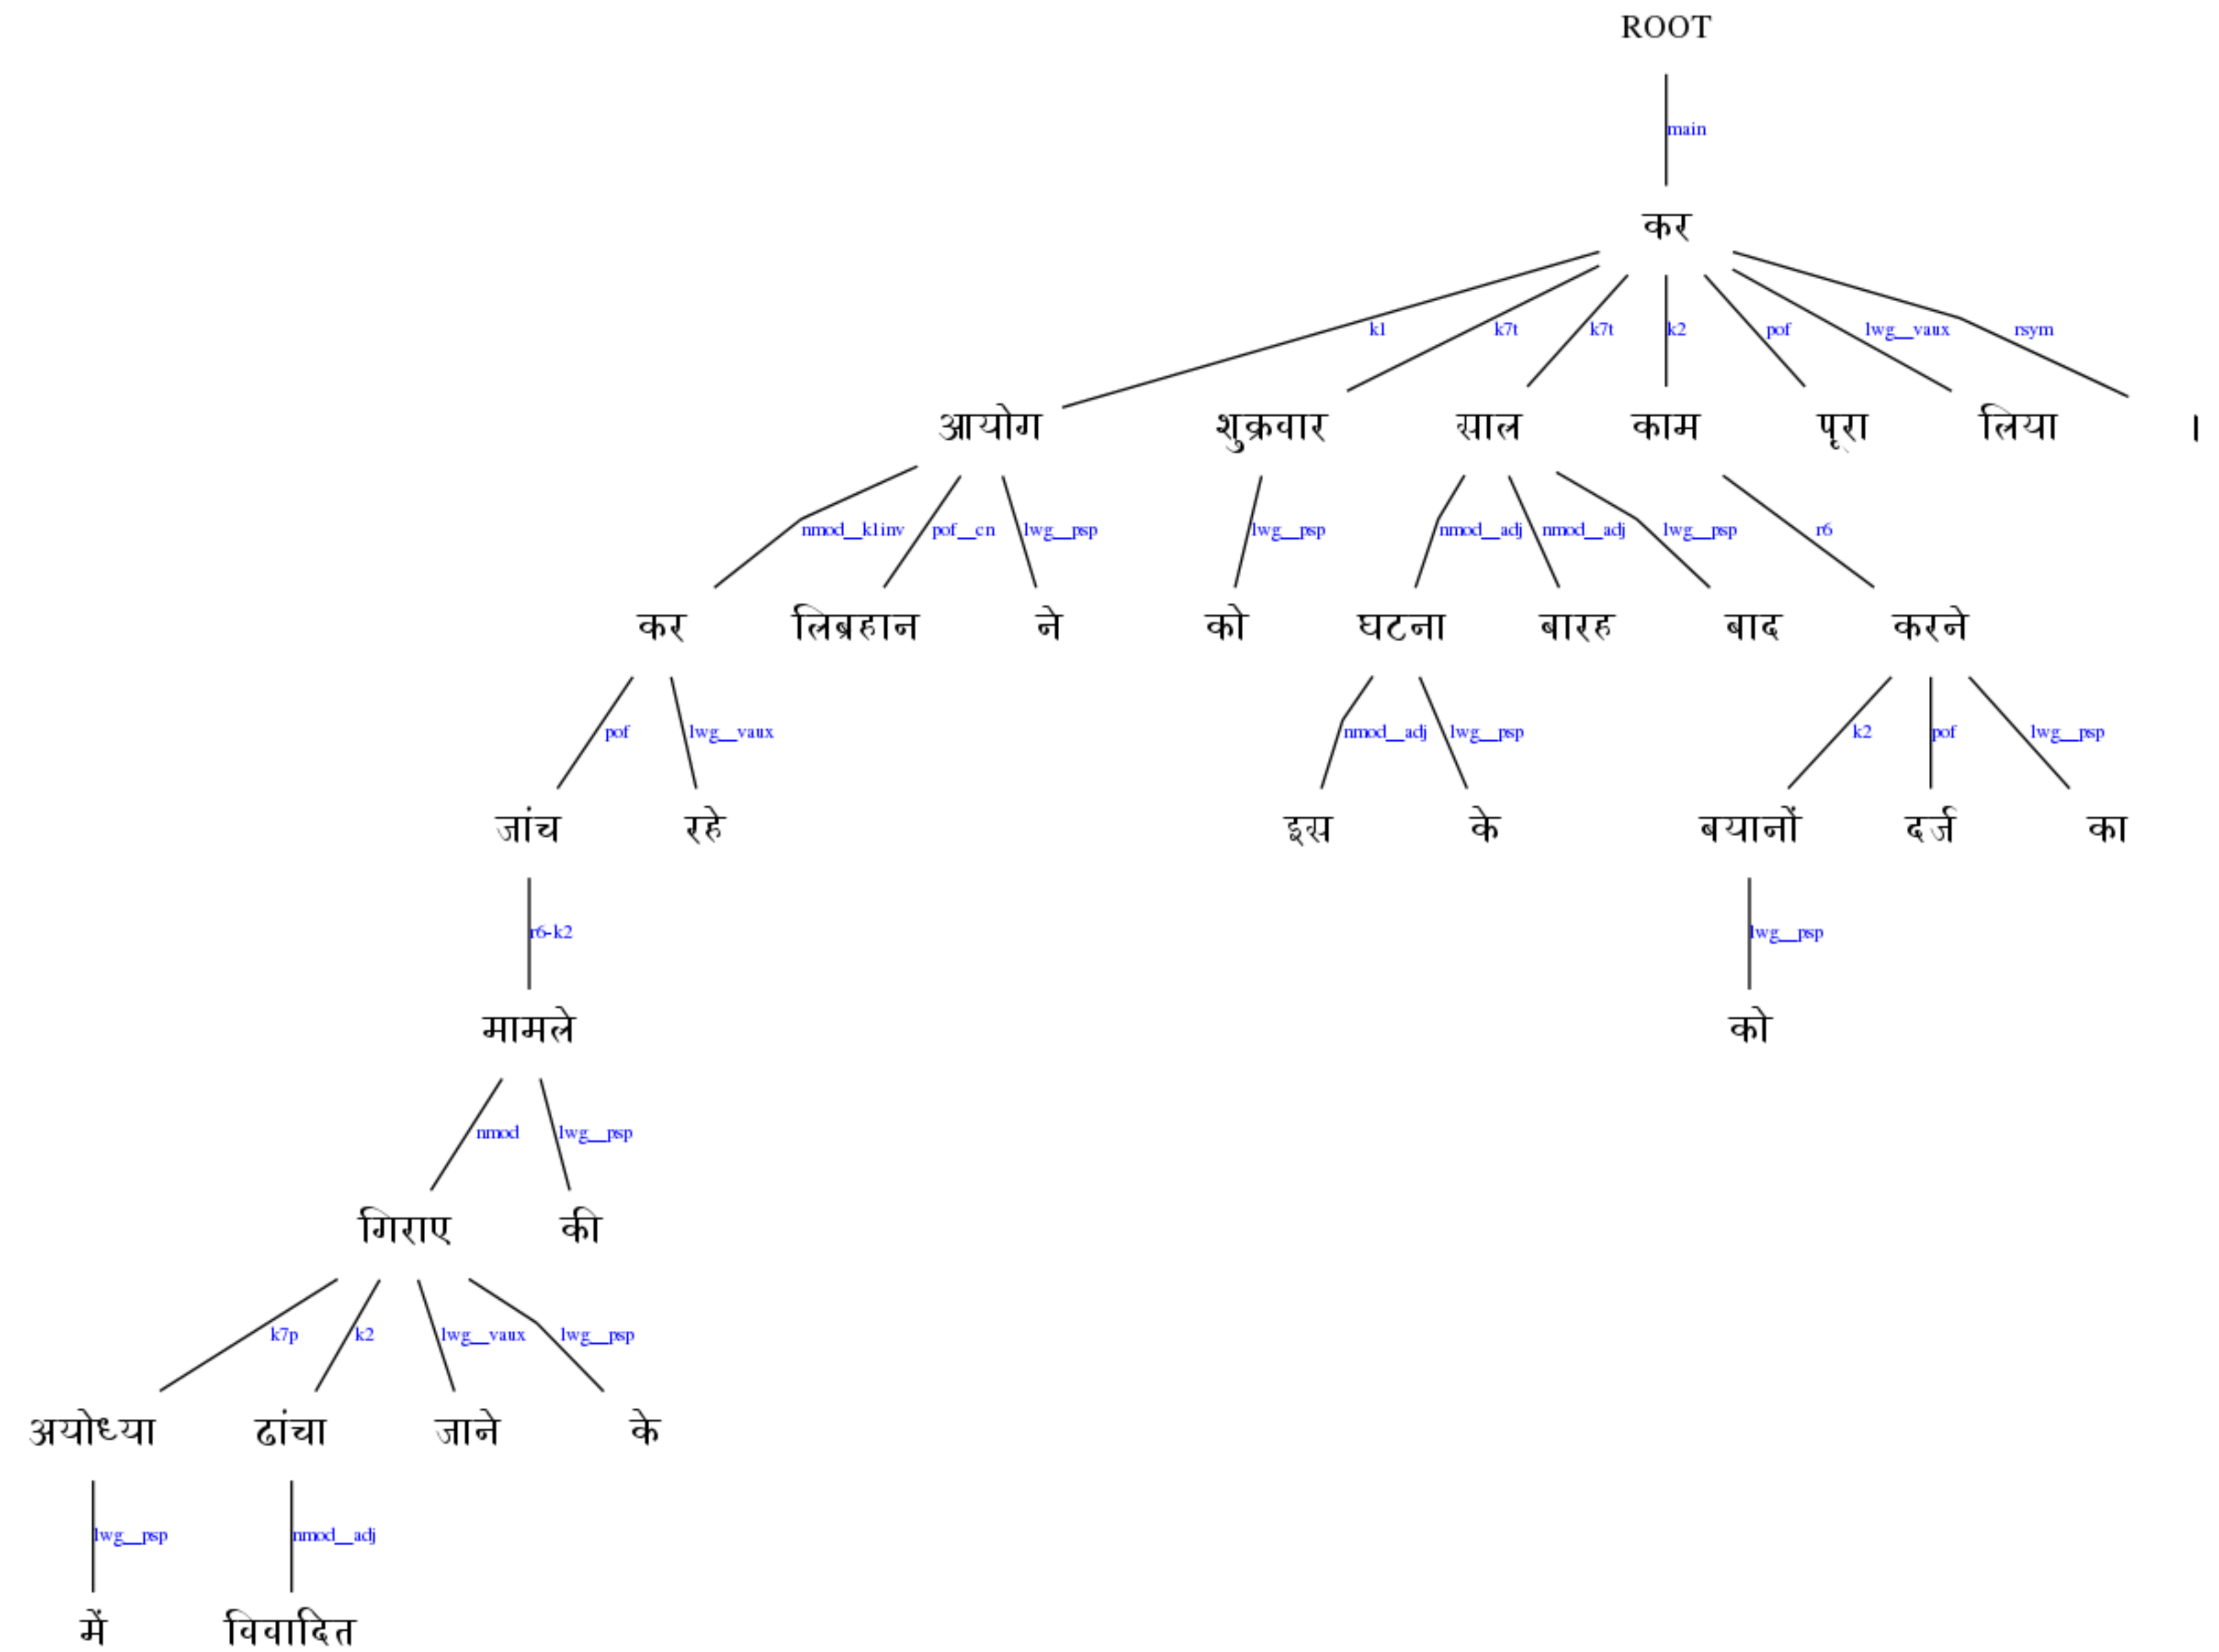 ROOT
main
कर
k1 k7t k7t k2 pof lwg__vaux rsym
आयोग शुक्रवार साल काम पूरा लिया ।
nmod__k1inv pof__cn lwg__psp lwg__psp nmod__adj nmod__adj lwg__psp r6
कर लिब्रहान ने को घटना बारह बाद करने
pof lwg__vaux nmod__adj lwg__psp k2 pof lwg__psp
जांच रहे इस के बयानों दर्ज का
r6-k2 lwg__psp
मामले को
nmod lwg__psp
गिराए की
k7p k2 lwg__vaux lwg__psp
अयोध्या ढांचा जाने के
lwg__psp nmod__adj
में विवादित